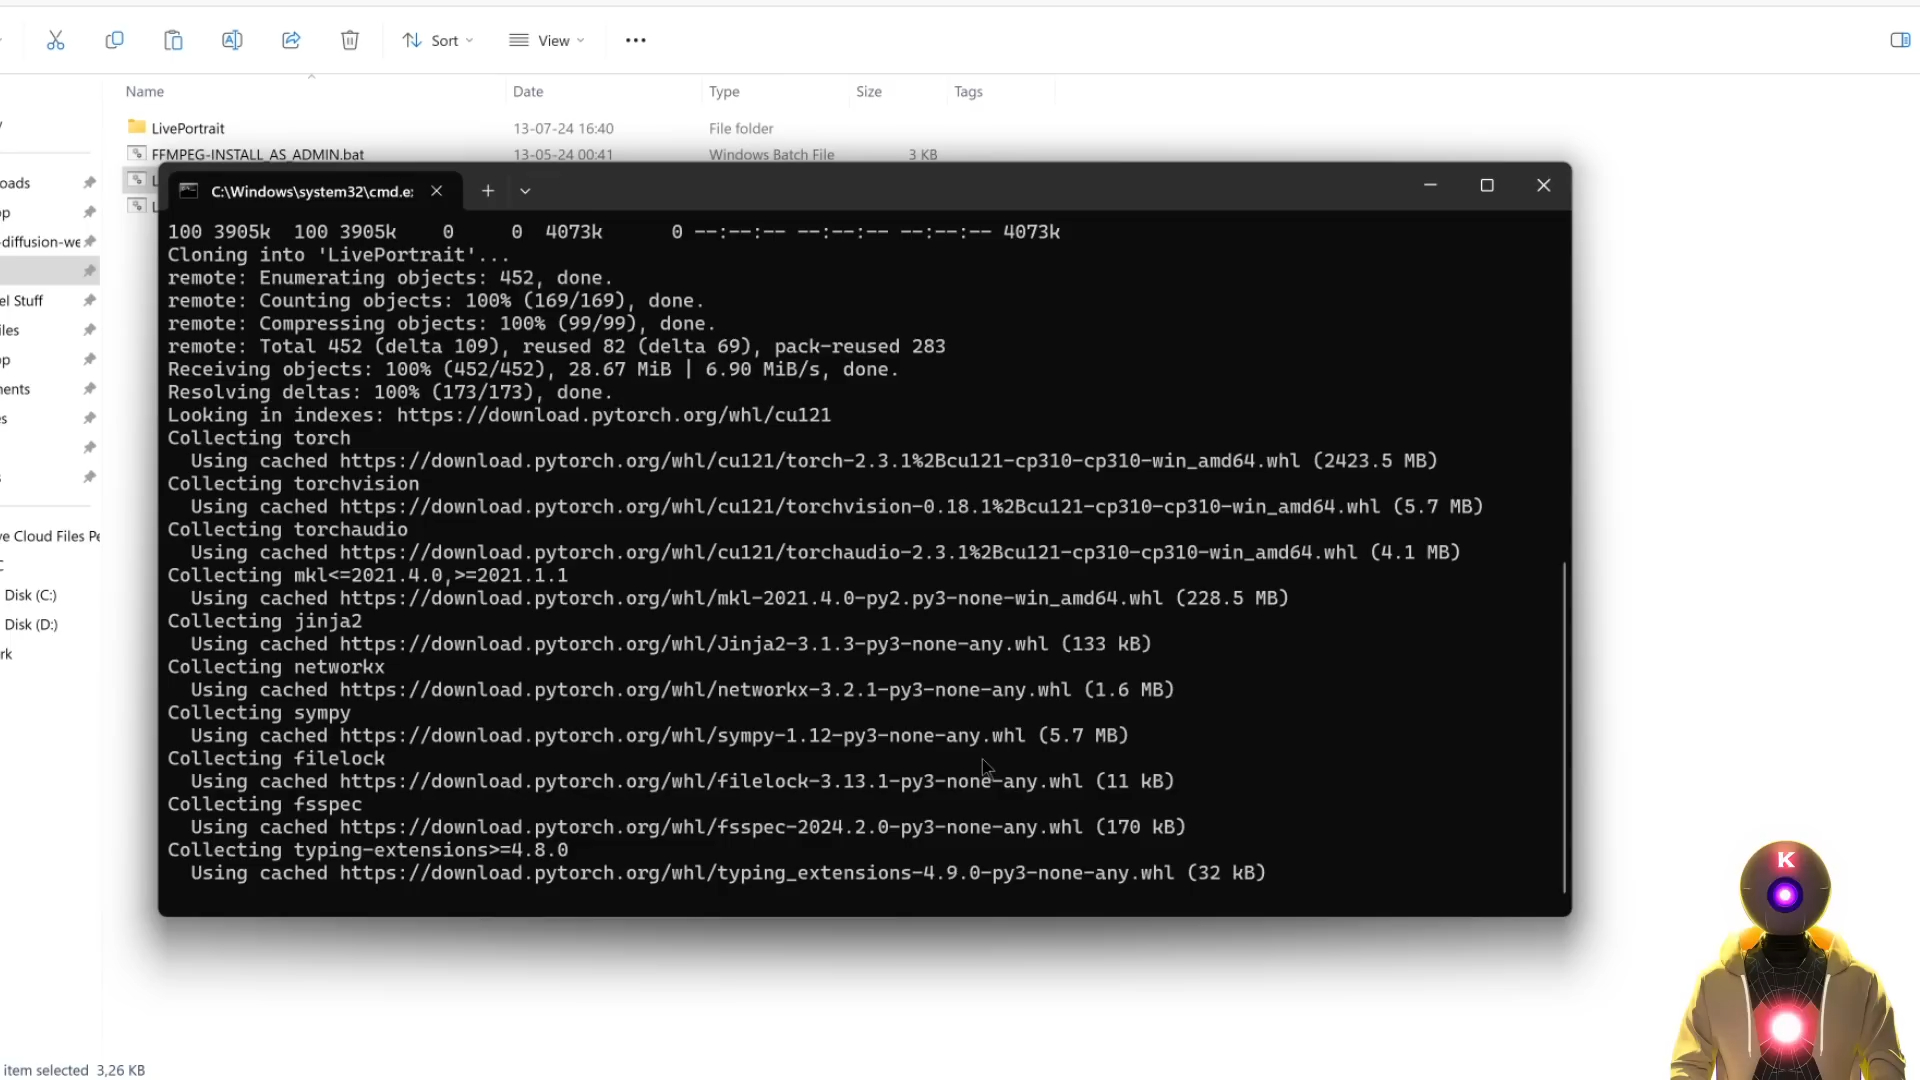 Sort
View
Name
Date
Type
Size
Tags
LivePortrait
13-07-24 16:40
File folder
FFMPEG-INSTALL_AS_ADMIN.bat
13-05-24 00:41
Windows Batch File
3 KB
C:\Windows\system32\cmd.e:
100 3905k  100 3905k    0     0  4073k      0 --:--:-- --:--:-- --:--:-- 4073k
Cloning into 'LivePortrait'...
remote: Enumerating objects: 452, done.
remote: Counting objects: 100% (169/169), done.
remote: Compressing objects: 100% (99/99), done.
remote: Total 452 (delta 109), reused 82 (delta 69), pack-reused 283
Receiving objects: 100% (452/452), 28.67 MiB | 6.90 MiB/s, done.
Resolving deltas: 100% (173/173), done.
Looking in indexes: https://download.pytorch.org/whl/cu121
Collecting torch
  Using cached https://download.pytorch.org/whl/cu121/torch-2.3.1%2Bcu121-cp310-cp310-win_amd64.whl (2423.5 MB)
Collecting torchvision
  Using cached https://download.pytorch.org/whl/cu121/torchvision-0.18.1%2Bcu121-cp310-cp310-win_amd64.whl (5.7 MB)
Collecting torchaudio
  Using cached https://download.pytorch.org/whl/cu121/torchaudio-2.3.1%2Bcu121-cp310-cp310-win_amd64.whl (4.1 MB)
Collecting mkl<=2021.4.0,>=2021.1.1
  Using cached https://download.pytorch.org/whl/mkl-2021.4.0-py2.py3-none-win_amd64.whl (228.5 MB)
Collecting jinja2
  Using cached https://download.pytorch.org/whl/Jinja2-3.1.3-py3-none-any.whl (133 kB)
Collecting networkx
  Using cached https://download.pytorch.org/whl/networkx-3.2.1-py3-none-any.whl (1.6 MB)
Collecting sympy
  Using cached https://download.pytorch.org/whl/sympy-1.12-py3-none-any.whl (5.7 MB)
Collecting filelock
  Using cached https://download.pytorch.org/whl/filelock-3.13.1-py3-none-any.whl (11 kB)
Collecting fsspec
  Using cached https://download.pytorch.org/whl/fsspec-2024.2.0-py3-none-any.whl (170 kB)
Collecting typing-extensions>=4.8.0
  Using cached https://download.pytorch.org/whl/typing_extensions-4.9.0-py3-none-any.whl (32 kB)
oads
p
-diffusion-we
el Stuff
iles
p
nents
s
ve Cloud Files Pe
C
Disk (C:)
Disk (D:)
rk
item selected  3,26 KB
K